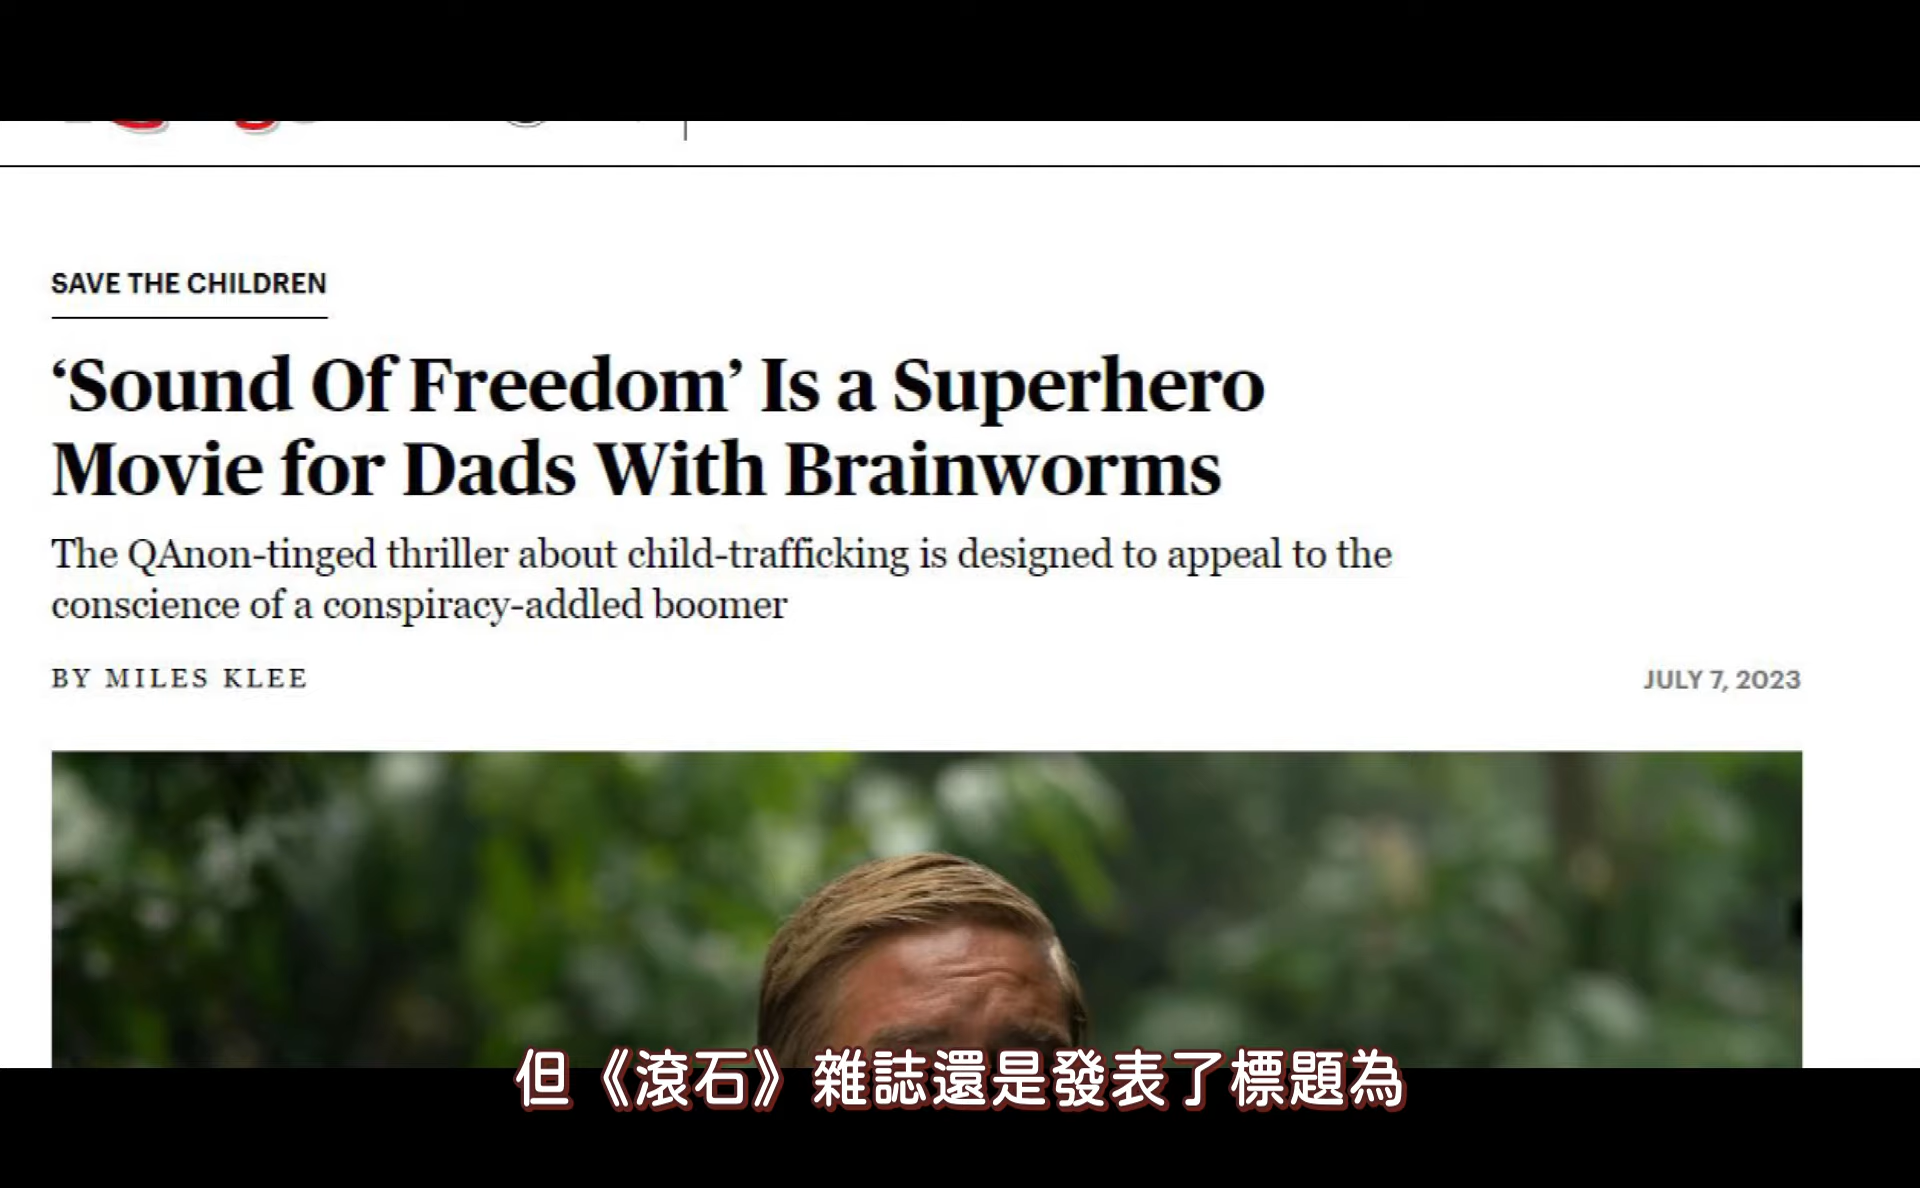 SAVE THE CHILDREN
‘Sound Of Freedom’ Is a Superhero
Movie for Dads With Brainworms
The QAnon-tinged thriller about child-trafficking is designed to appeal to the
conscience of a conspiracy-addled boomer
BY MILES KLEE
JULY 7, 2023
但《滾石》雜誌還是發表了標題為